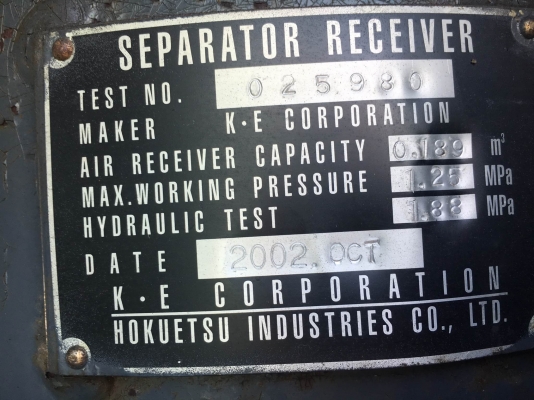 SEPARATOR RECEIVER
TEST NO. 025980
MAKER K·E CORPORATION
AIR RECEIVER CAPACITY 0.189 m³
MAX.WORKING PRESSURE 1.25 MPa
HYDRAULIC TEST 1.88 MPa
DATE 2002.OCT
K·E CORPORATION
HOKUETSU INDUSTRIES CO., LTD.